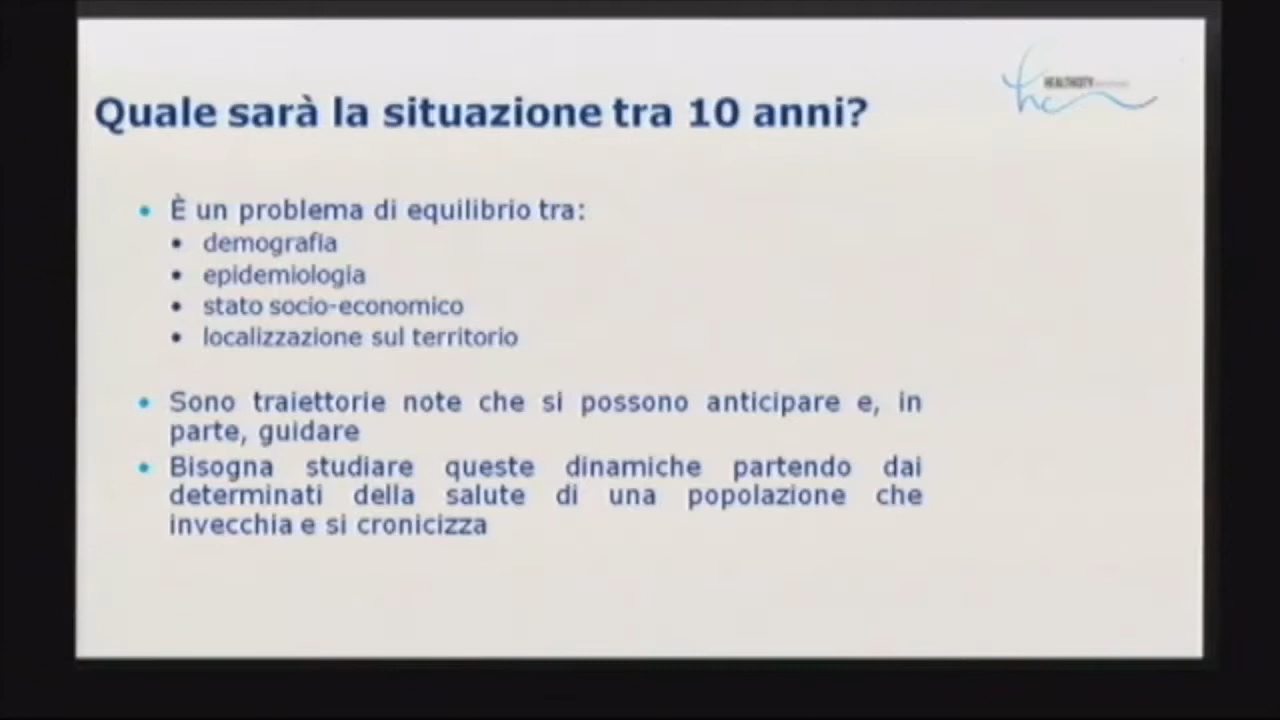 HEALTHCITY
Quale sarà la situazione tra 10 anni?
• È un problema di equilibrio tra:
• demografia
• epidemiologia
• stato socio-economico
• localizzazione sul territorio
• Sono traiettorie note che si possono anticipare e, in
parte, guidare
• Bisogna studiare queste dinamiche partendo dai
determinati della salute di una popolazione che
invecchia e si cronicizza